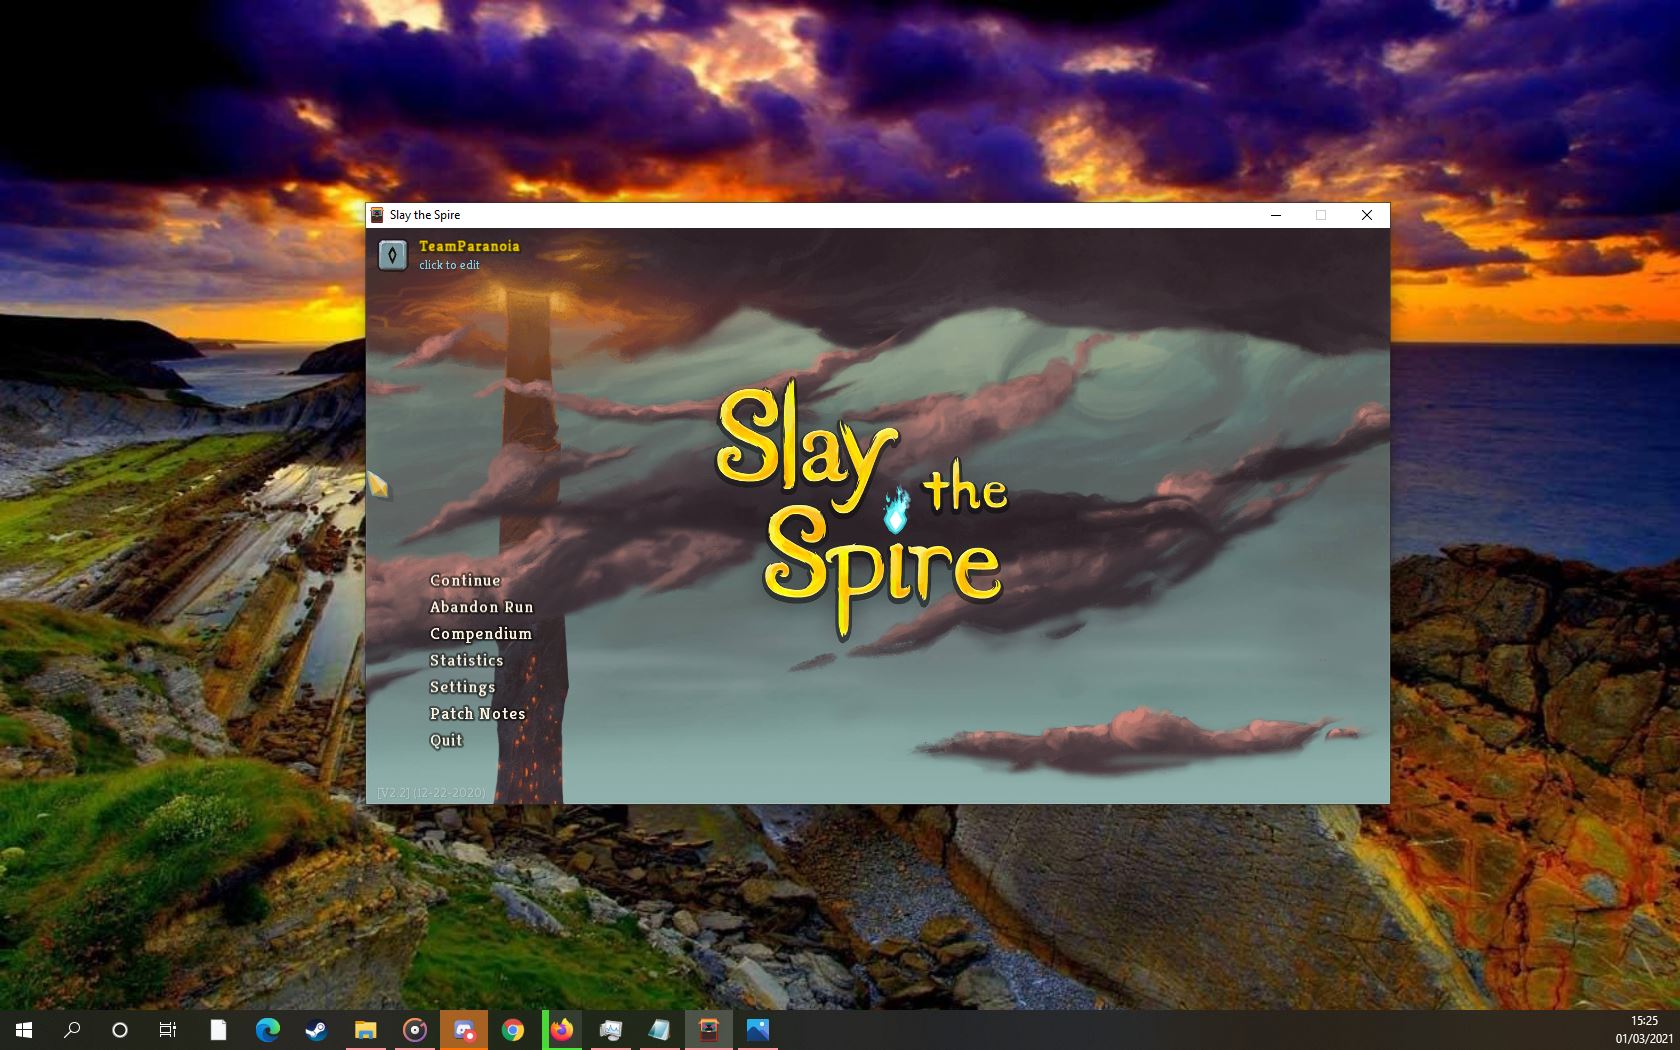 Slay the Spire
TeamParanoia
click to edit
Slay
the
Spire
Continue
Abandon Run
Compendium
Statistics
Settings
Patch Notes
Quit
[V2.2] (12-22-2020)
15:25
01/03/2021